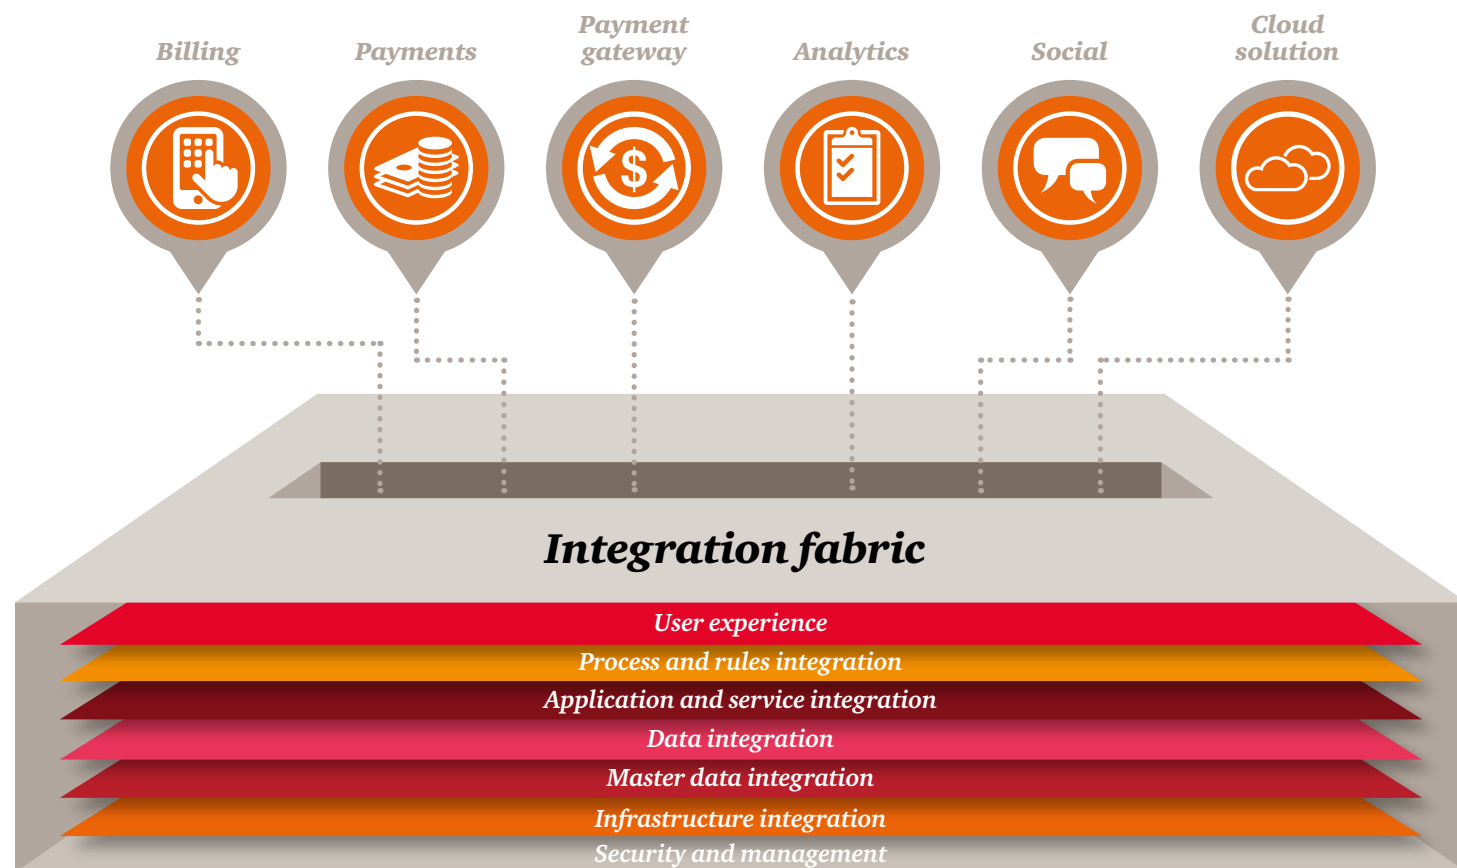 Billing
Payments
Payment
gateway
Analytics
Social
Cloud
solution
$
Integration fabric
User experience
Process and rules integration
Application and service integration
Data integration
Master data integration
Infrastructure integration
Security and management